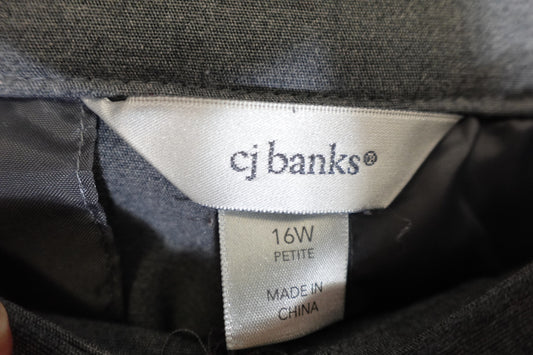 cj banks®
16W
PETITE
MADE IN
CHINA